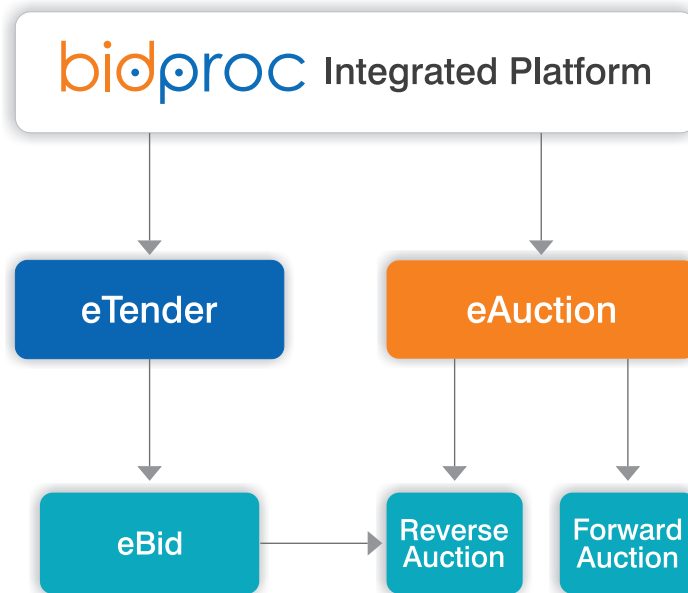 bidproc Integrated Platform
eTender
eAuction
eBid
Reverse
Auction
Forward
Auction